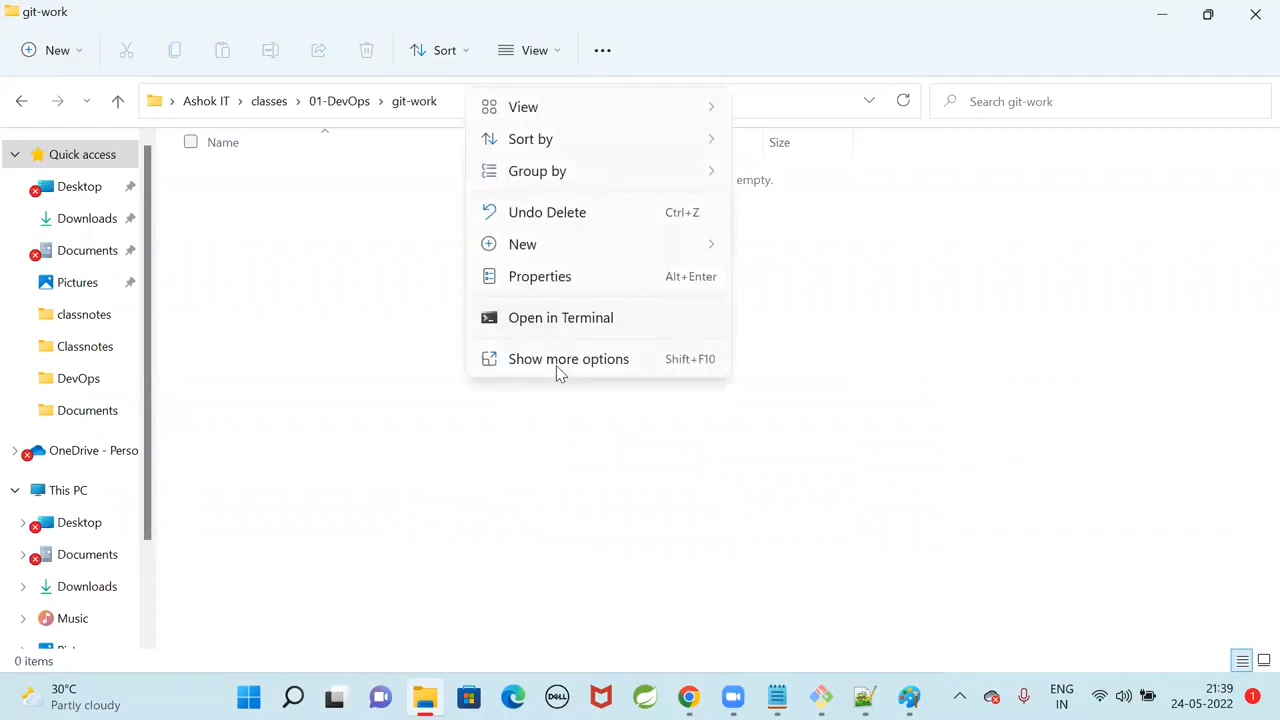 git-work
New
Sort
View
Ashok IT
classes
01-DevOps
git-work
Search git-work
Quick access
Desktop
Downloads
Documents
Pictures
classnotes
Classnotes
DevOps
Documents
OneDrive - Perso
This PC
Desktop
Documents
Downloads
Music
Name
Size
empty.
View
Sort by
Group by
Undo Delete Ctrl+Z
New
Properties Alt+Enter
Open in Terminal
Show more options Shift+F10
0 items
30°C
Partly cloudy
DELL
ENG
IN
21:39
24-05-2022
1